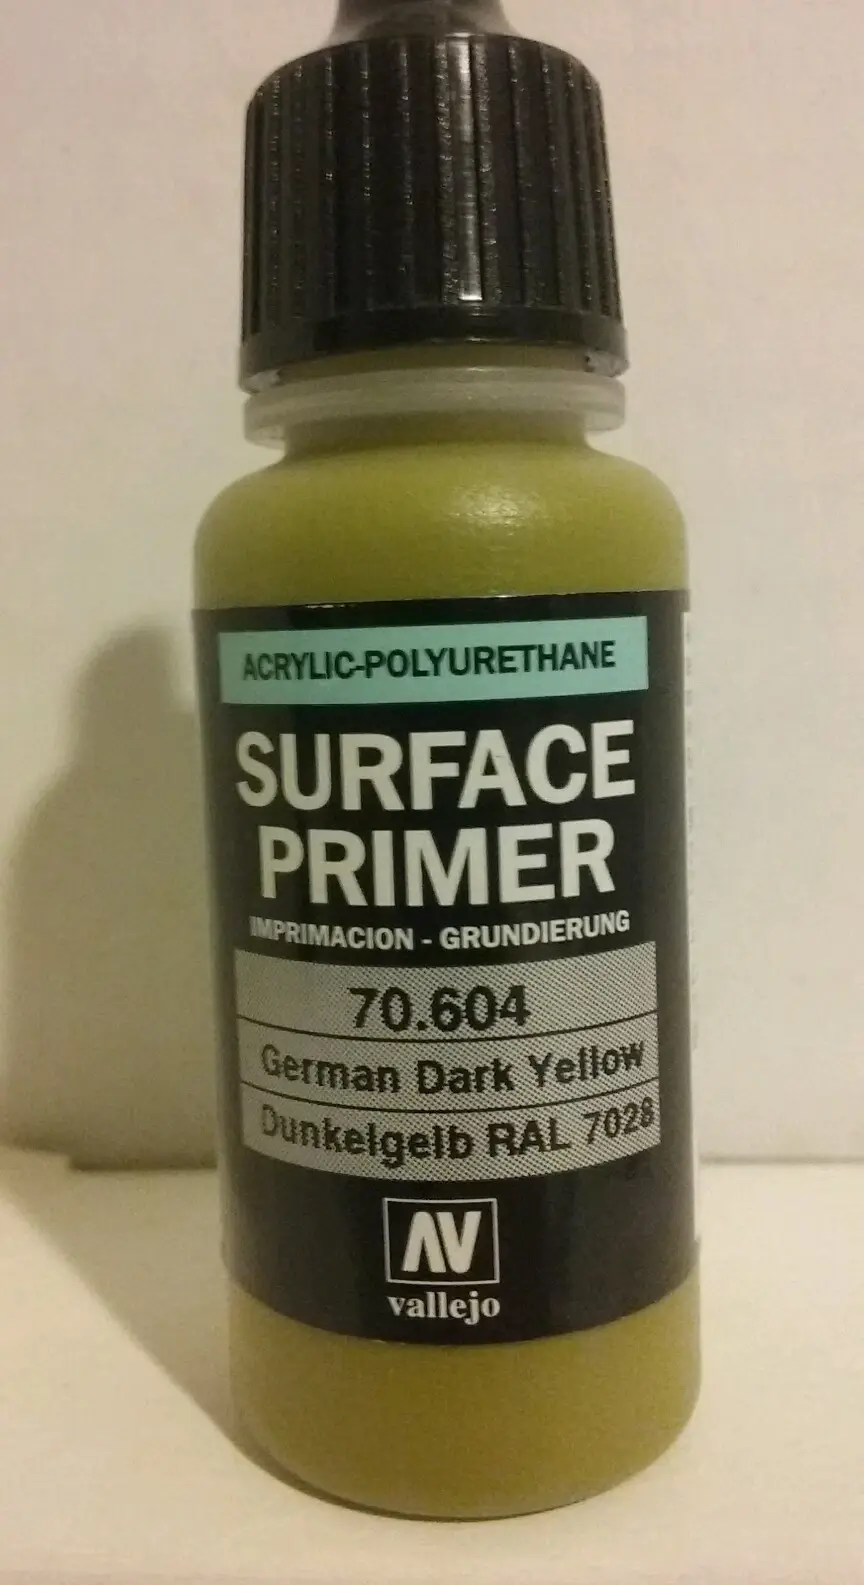 ACRYLIC-POLYURETHANE
SURFACE
PRIMER
IMPRIMACION - GRUNDIERUNG
70.604
German Dark Yellow
Dunkelgelb RAL 7028
AV
vallejo